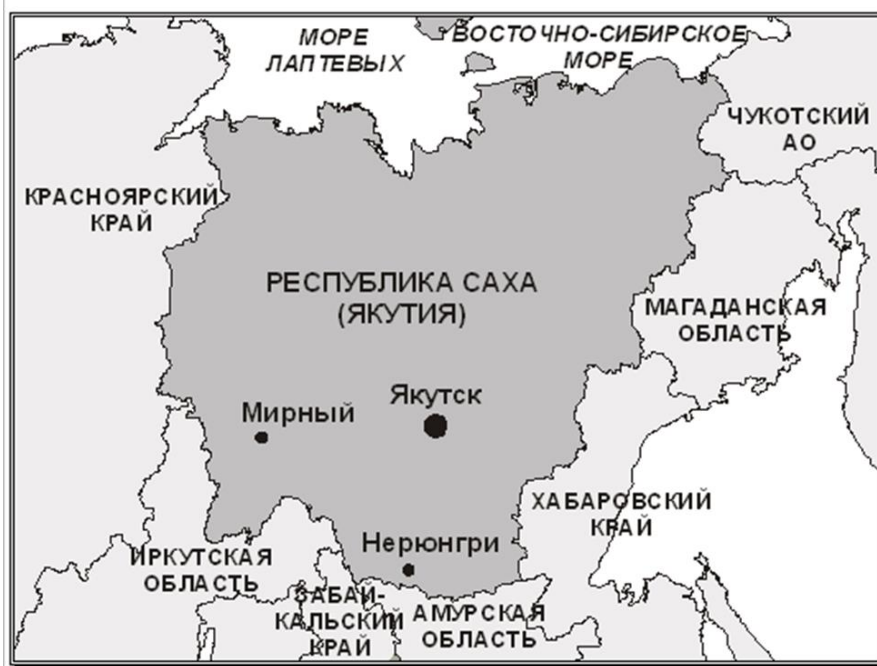 МОРЕ
ЛАПТЕВЫХ
ВОСТОЧНО-СИБИРСКОЕ
МОРЕ
ЧУКОТСКИЙ
АО
КРАСНОЯРСКИЙ
КРАЙ
РЕСПУБЛИКА САХА
(ЯКУТИЯ)
МАГАДАНСКАЯ
ОБЛАСТЬ
Якутск
Мирный
ХАБАРОВСКИЙ
КРАЙ
Нерюнгри
ИРКУТСКАЯ
ОБЛАСТЬ
ЗАБАЙ-
КАЛЬСКИЙ
КРАЙ
АМУРСКАЯ
ОБЛАСТЬ